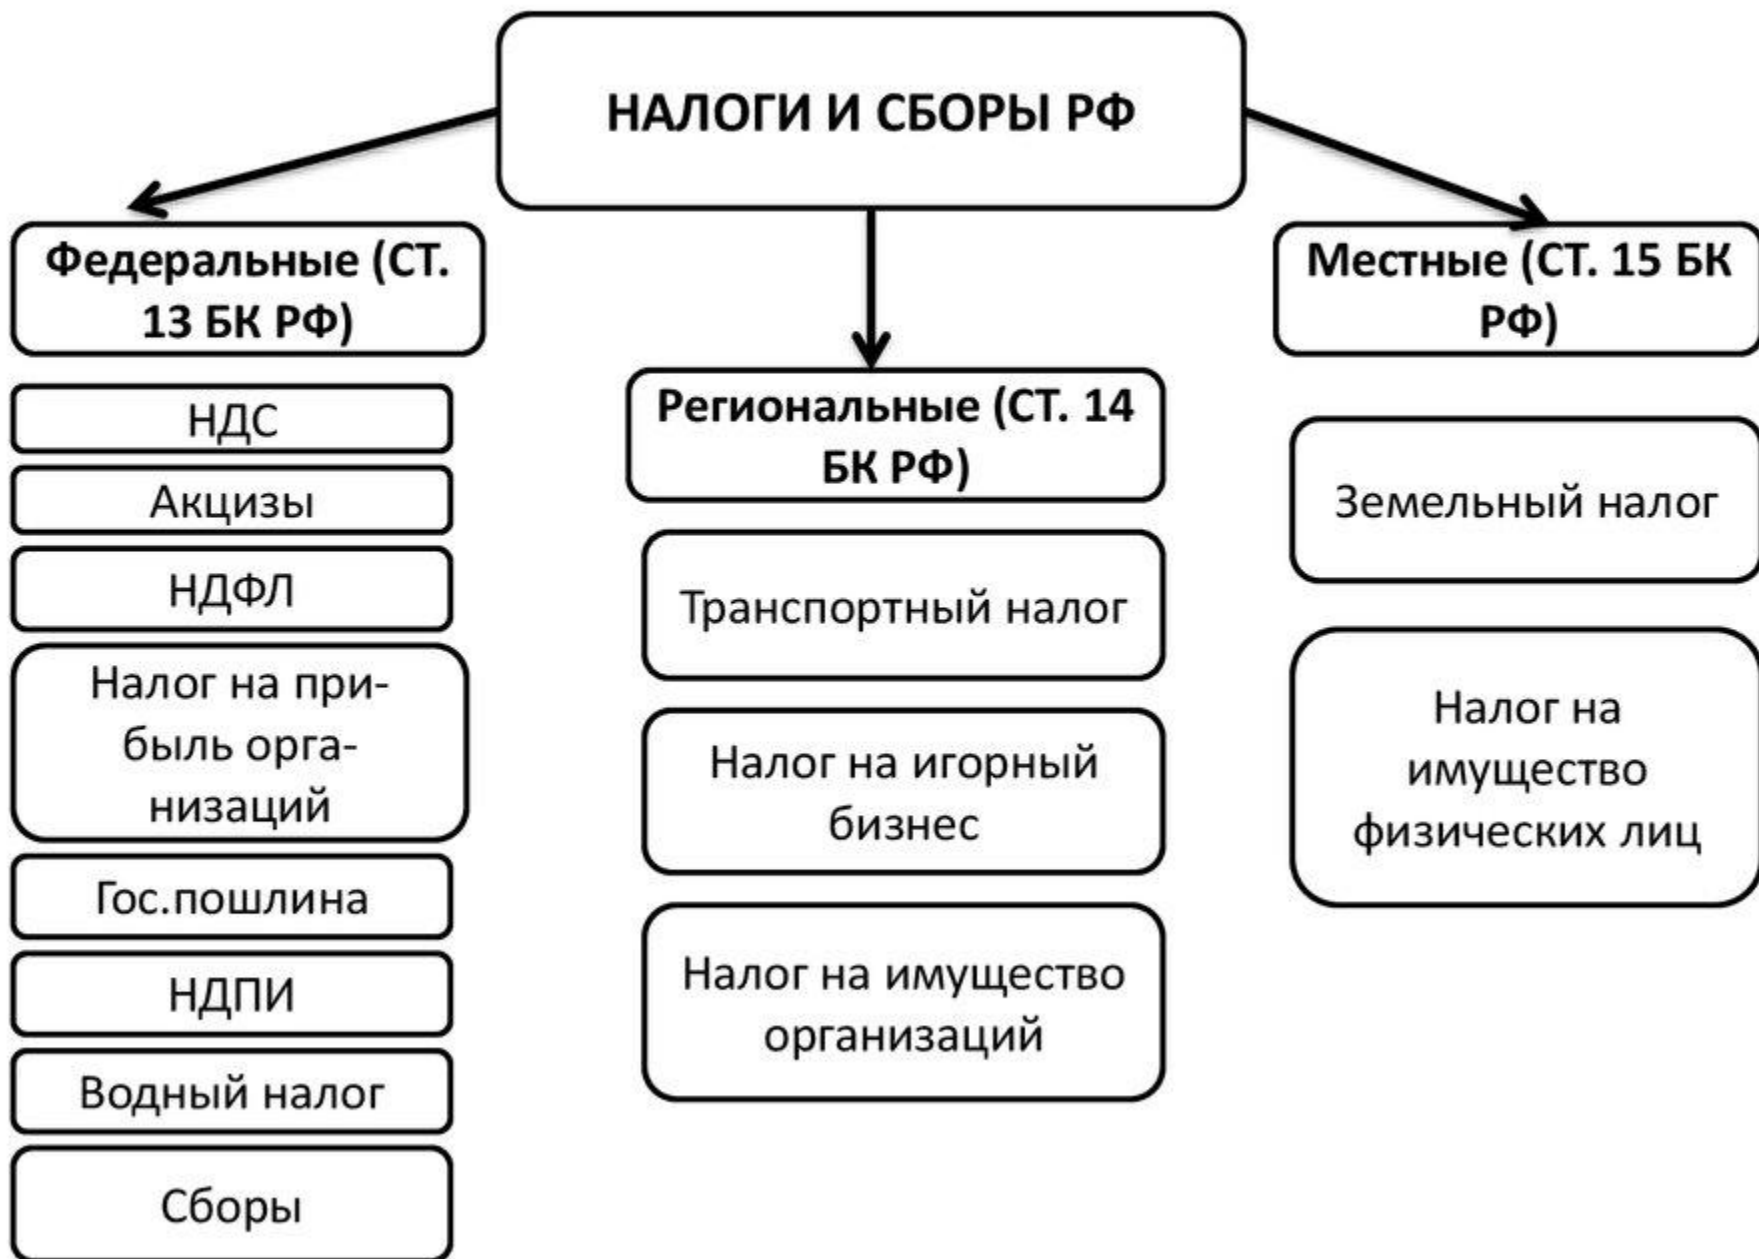 НАЛОГИ И СБОРЫ РФ
Федеральные (СТ.
13 БК РФ)
НДС
Акцизы
НДФЛ
Налог на при-
быль орга-
низаций
Гос.пошлина
НДПИ
Водный налог
Сборы
Региональные (СТ. 14
БК РФ)
Транспортный налог
Налог на игорный
бизнес
Налог на имущество
организаций
Местные (СТ. 15 БК
РФ)
Земельный налог
Налог на
имущество
физических лиц